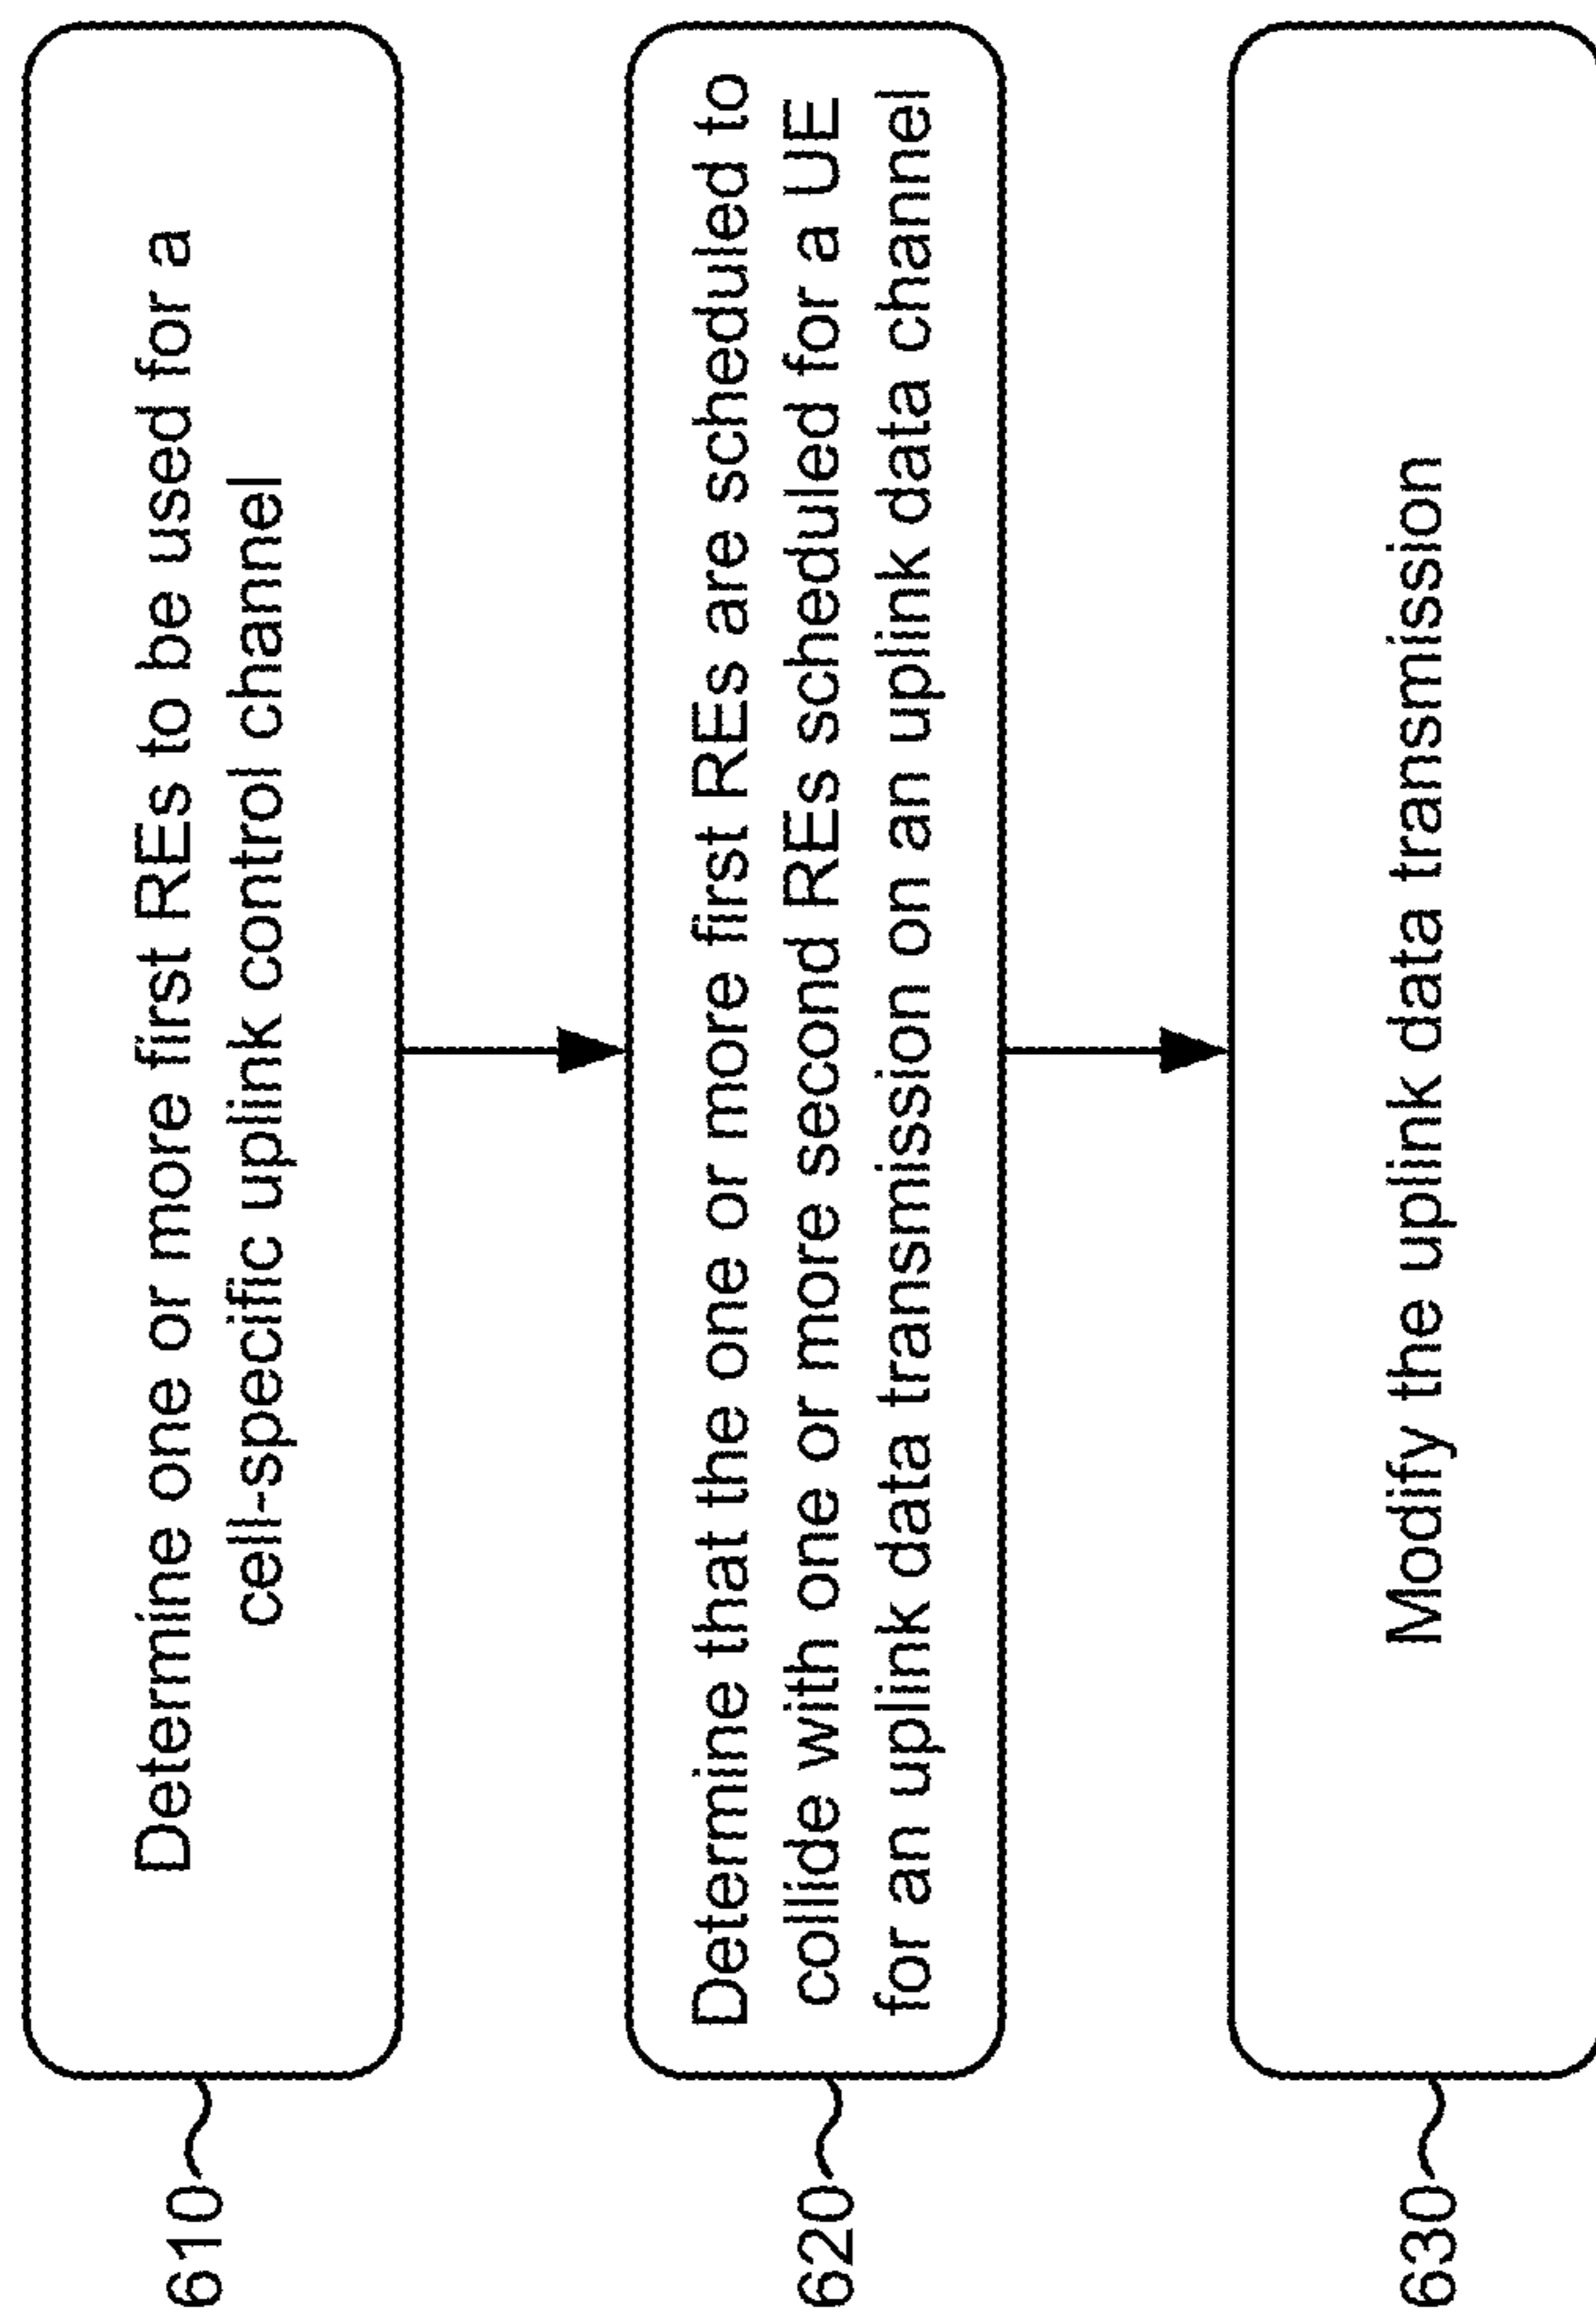 610
Determine one or more first REs to be used for a
cell-specific uplink control channel
620
Determine that the one or more first REs are scheduled to
collide with one or more second REs scheduled for a UE
for an uplink data transmission on an uplink data channel
630
Modify the uplink data transmission